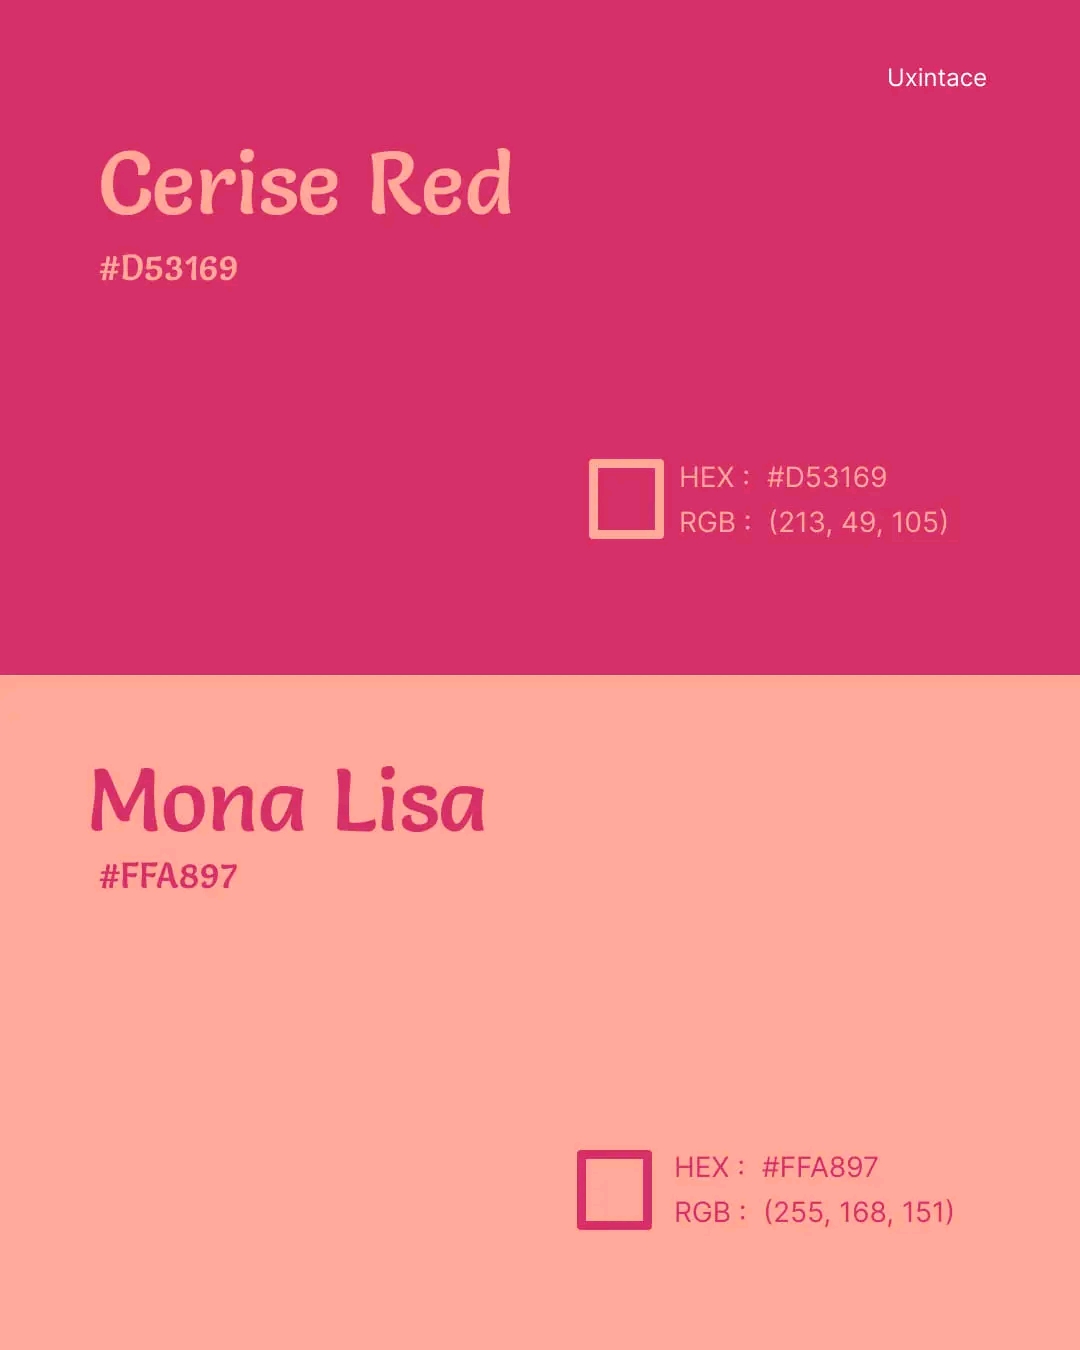 Uxintace
Cerise Red
#D53169
HEX : #D53169
RGB : (213, 49, 105)
Mona Lisa
#FFA897
HEX : #FFA897
RGB : (255, 168, 151)